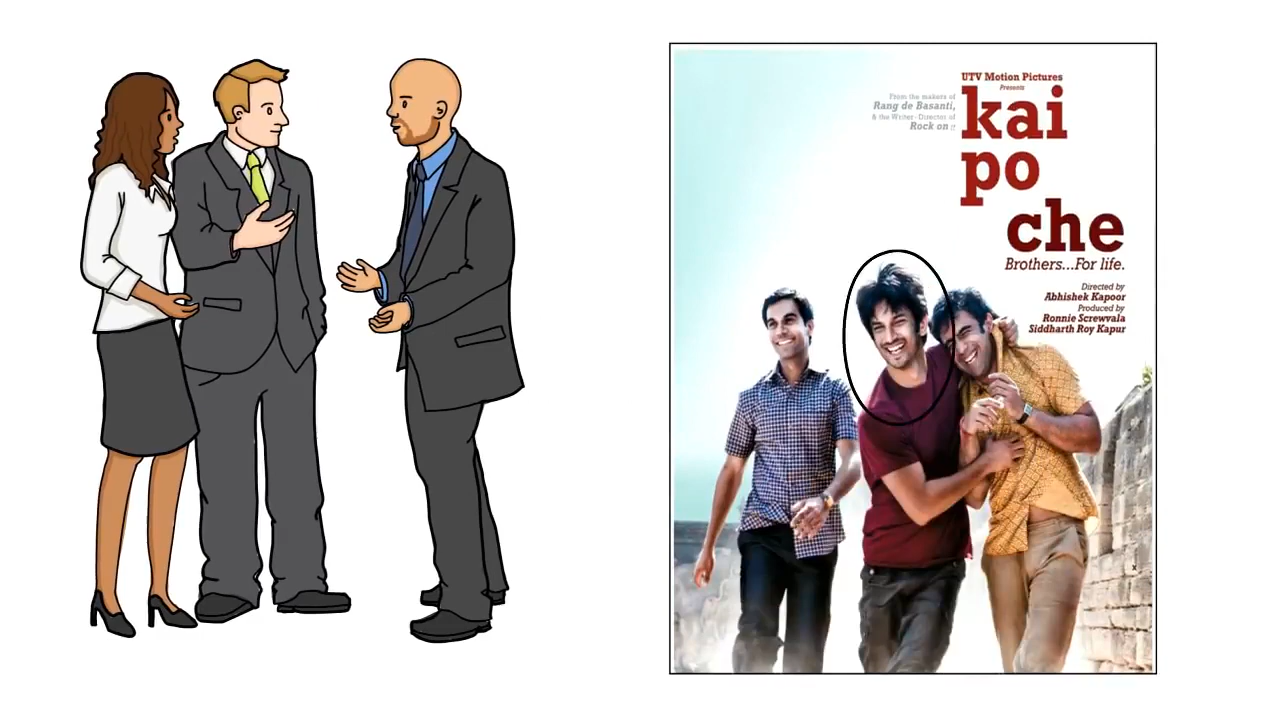 UTV Motion Pictures
Presents
From the makers of
Rang de Basanti,
& the Writer-Director of
Rock on !!
kai
po
che
Brothers...For life.
Directed by
Abhishek Kapoor
Produced by
Ronnie Screwvala
Siddharth Roy Kapur